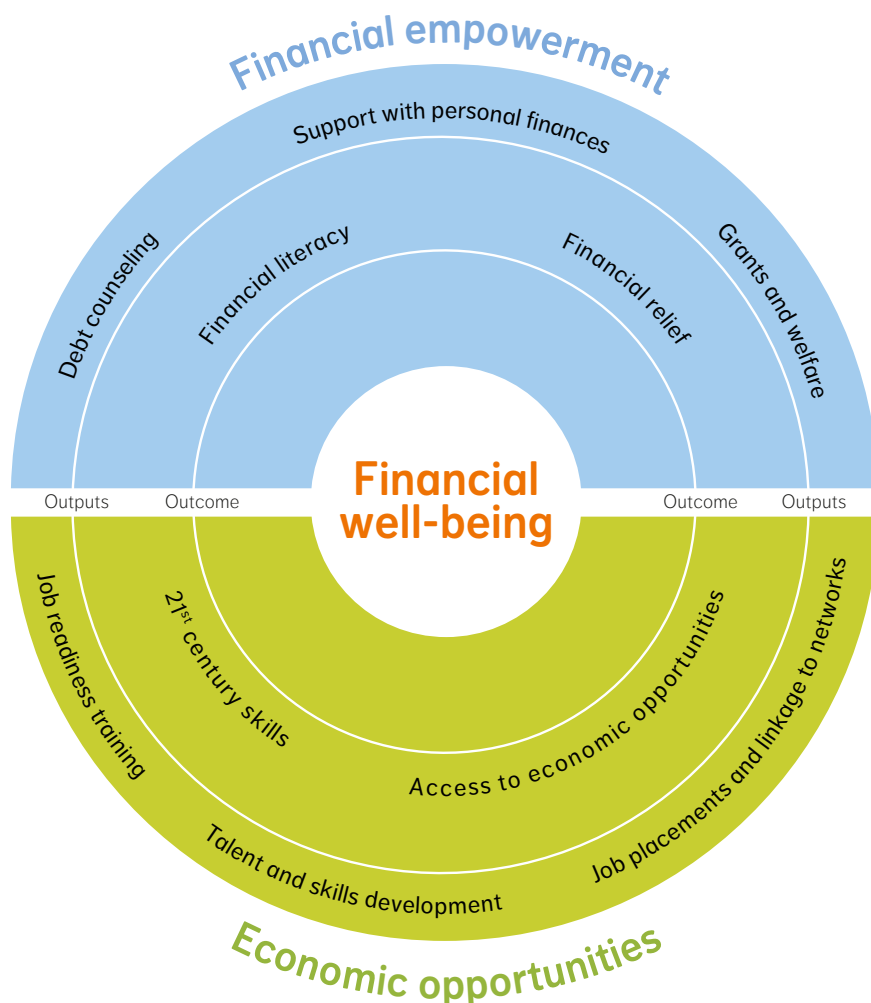 Financial empowerment
Support with personal finances
Debt counseling
Grants and welfare
Financial literacy
Financial relief
Financial
well-being
Outputs
Outcome
Outcome
Outputs
21st century skills
Access to economic opportunities
Job readiness training
Talent and skills development
Job placements and linkage to networks
Economic opportunities